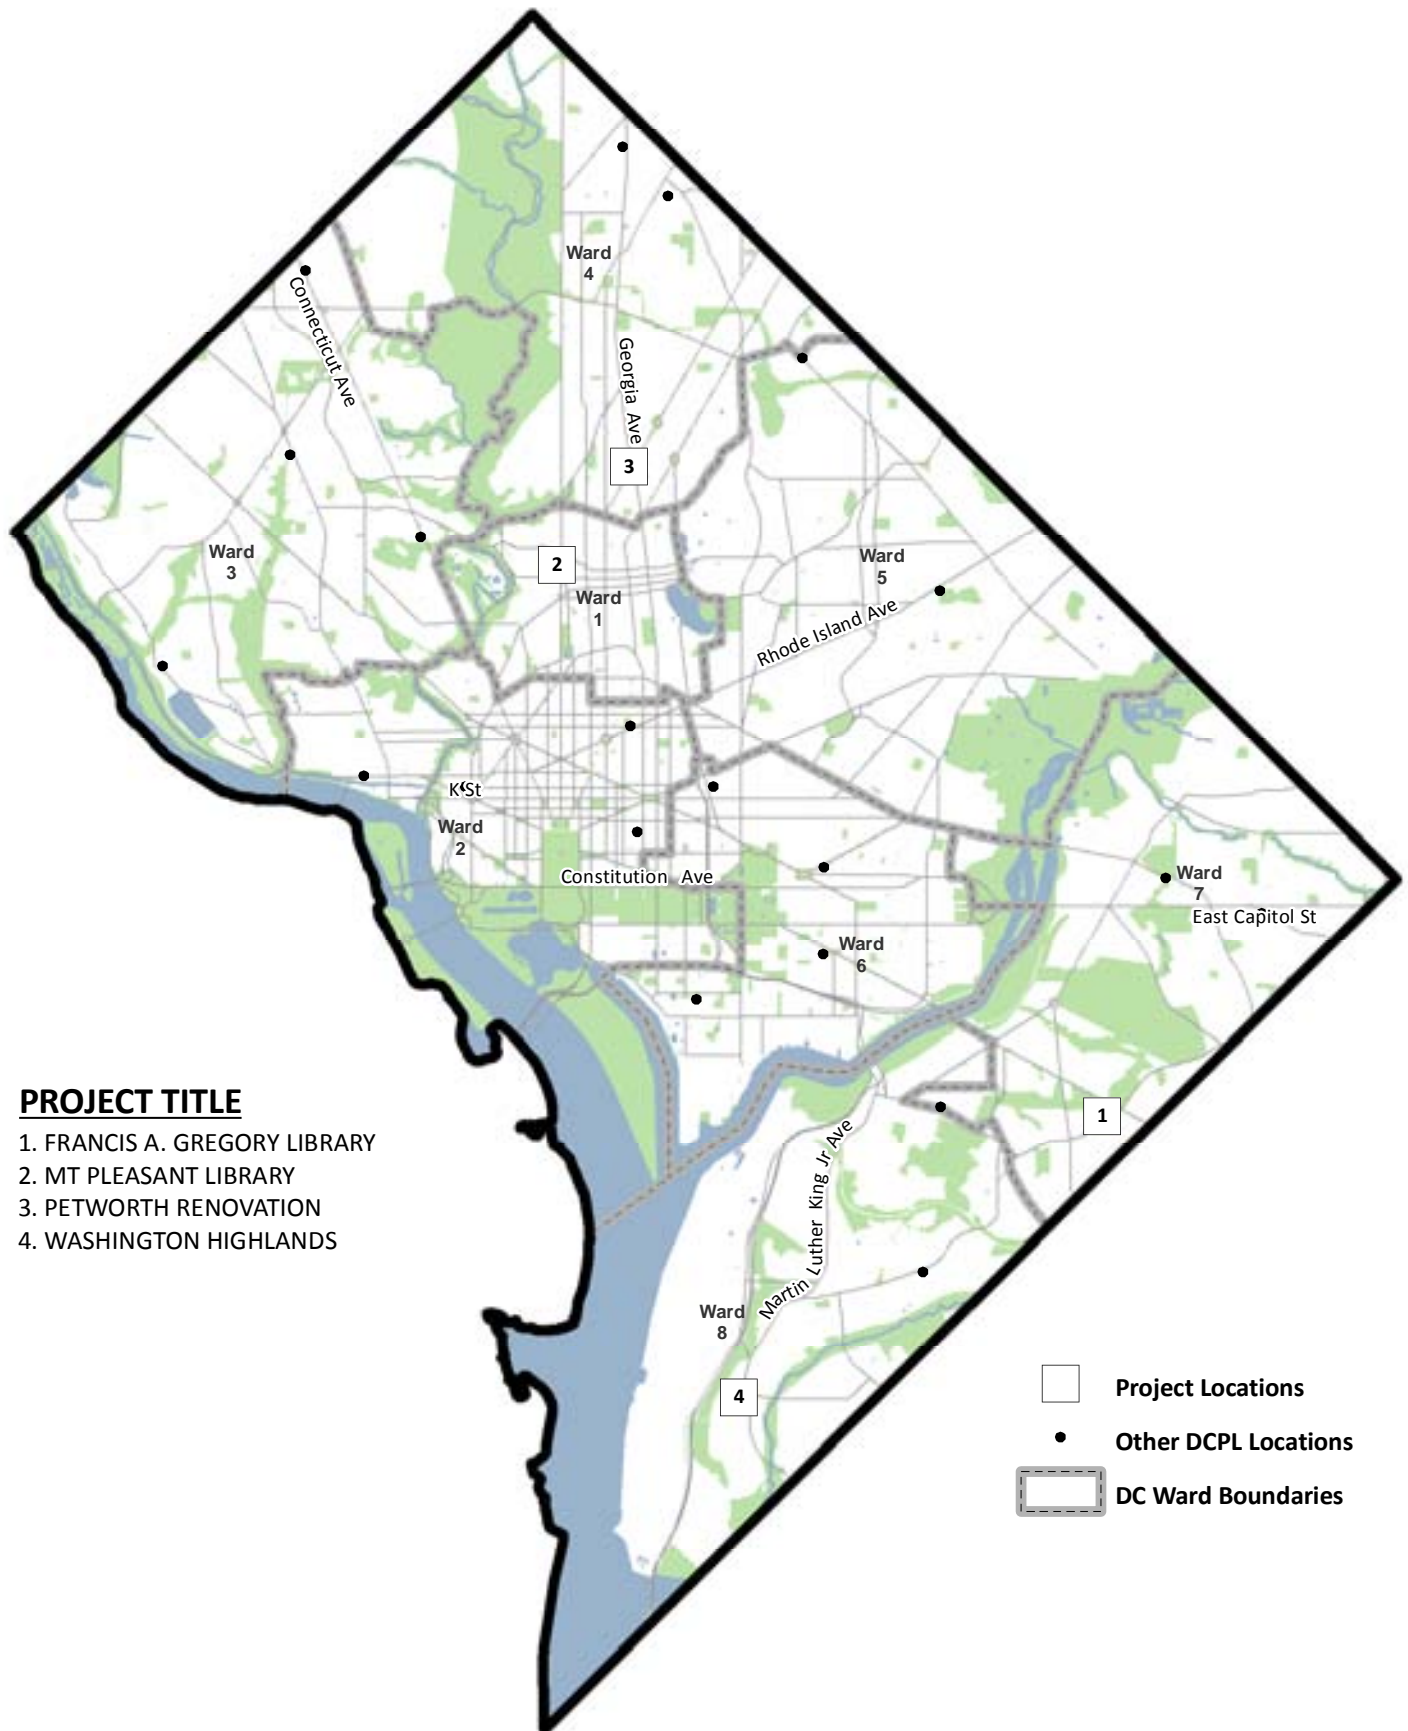 Ward
4
Connecticut Ave
Georgia Ave
3
Ward
3
2
Ward
1
Ward
5
Rhode Island Ave
K St
Ward
2
Constitution Ave
Ward
7
East Capitol St
Ward
6
PROJECT TITLE
1. FRANCIS A. GREGORY LIBRARY
2. MT PLEASANT LIBRARY
3. PETWORTH RENOVATION
4. WASHINGTON HIGHLANDS
1
Martin Luther King Jr Ave
Ward
8
4
Project Locations
Other DCPL Locations
DC Ward Boundaries